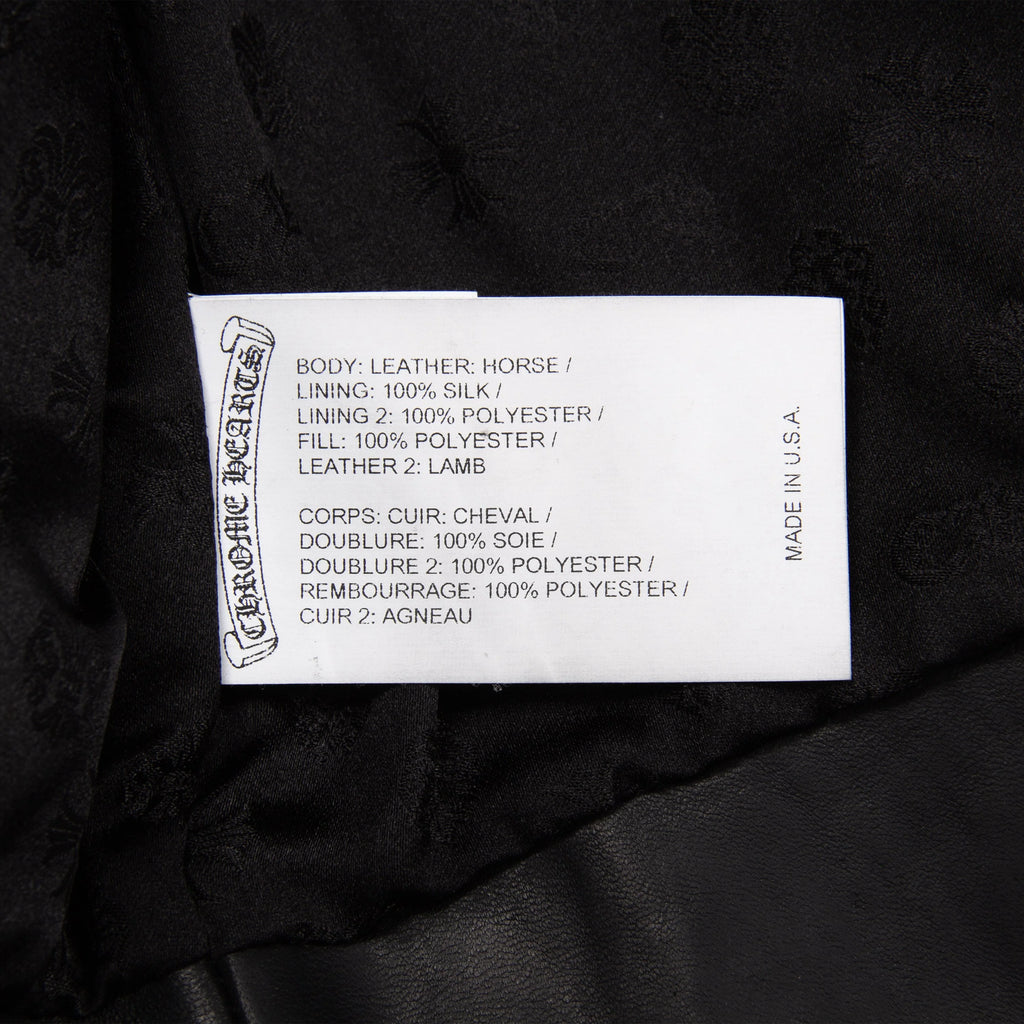 CHROME HEARTS
BODY: LEATHER: HORSE /
LINING: 100% SILK /
LINING 2: 100% POLYESTER /
FILL: 100% POLYESTER /
LEATHER 2: LAMB
CORPS: CUIR: CHEVAL /
DOUBLURE: 100% SOIE /
DOUBLURE 2: 100% POLYESTER /
REMBOURRAGE: 100% POLYESTER /
CUIR 2: AGNEAU
MADE IN U.S.A.